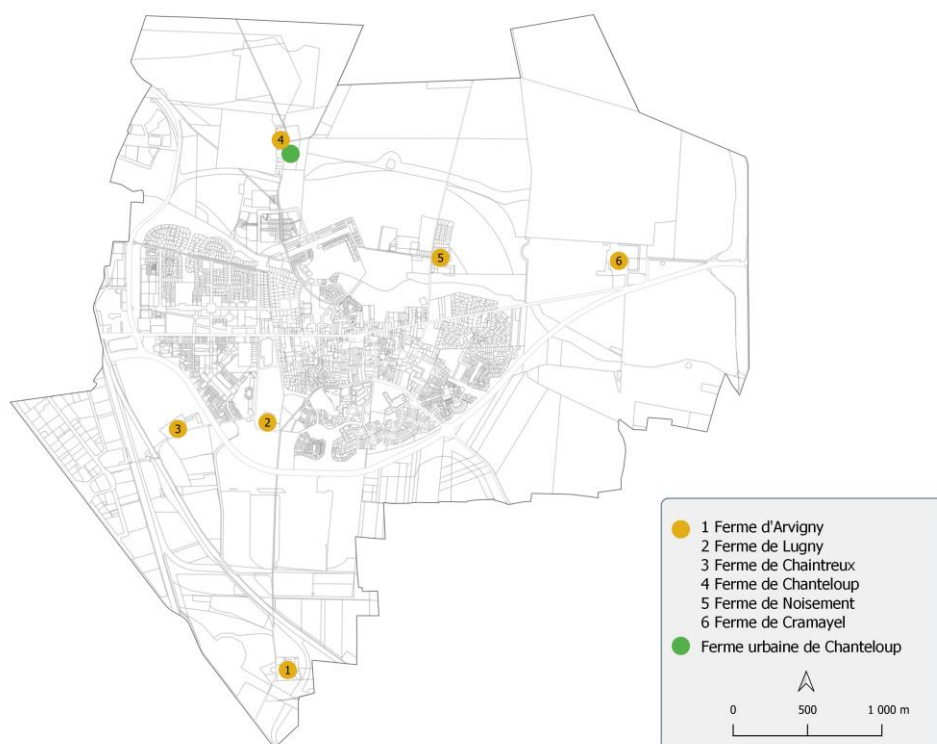 4
5
6
2
3
1
1 Ferme d'Arvigny
2 Ferme de Lugny
3 Ferme de Chaintreux
4 Ferme de Chanteloup
5 Ferme de Noisement
6 Ferme de Cramayel
Ferme urbaine de Chanteloup
0 500 1 000 m